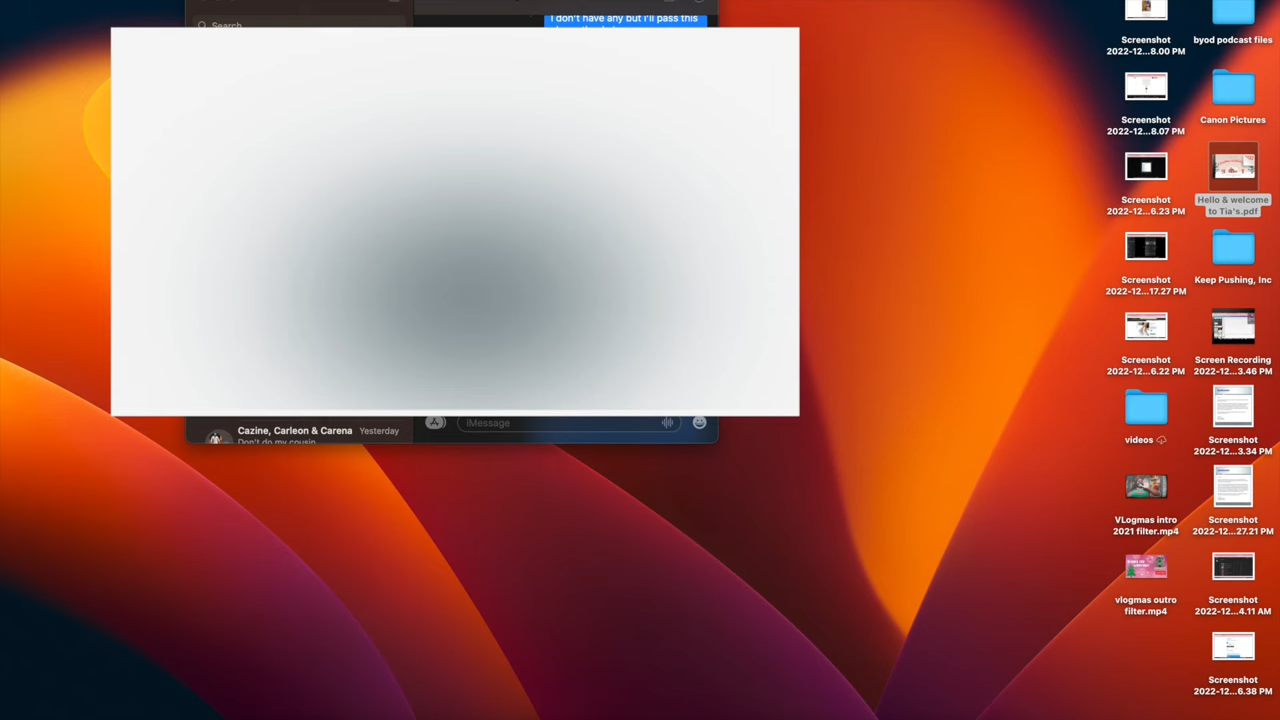 I don't have any but I'll pass this
Search
Cazine, Carleon & Carena
Yesterday
Don't do my cousin
iMessage
Screenshot
2022-12...8.00 PM
byod podcast files
Screenshot
2022-12...8.07 PM
Canon Pictures
Screenshot
2022-12...6.23 PM
Hello & welcome
to Tia's.pdf
Screenshot
2022-12...17.27 PM
Keep Pushing, Inc
Screenshot
2022-12...6.22 PM
Screen Recording
2022-12...3.46 PM
videos
Screenshot
2022-12...3.34 PM
VLogmas intro
2021 filter.mp4
Screenshot
2022-12...27.21 PM
vlogmas outro
filter.mp4
Screenshot
2022-12...4.11 AM
Screenshot
2022-12...6.38 PM